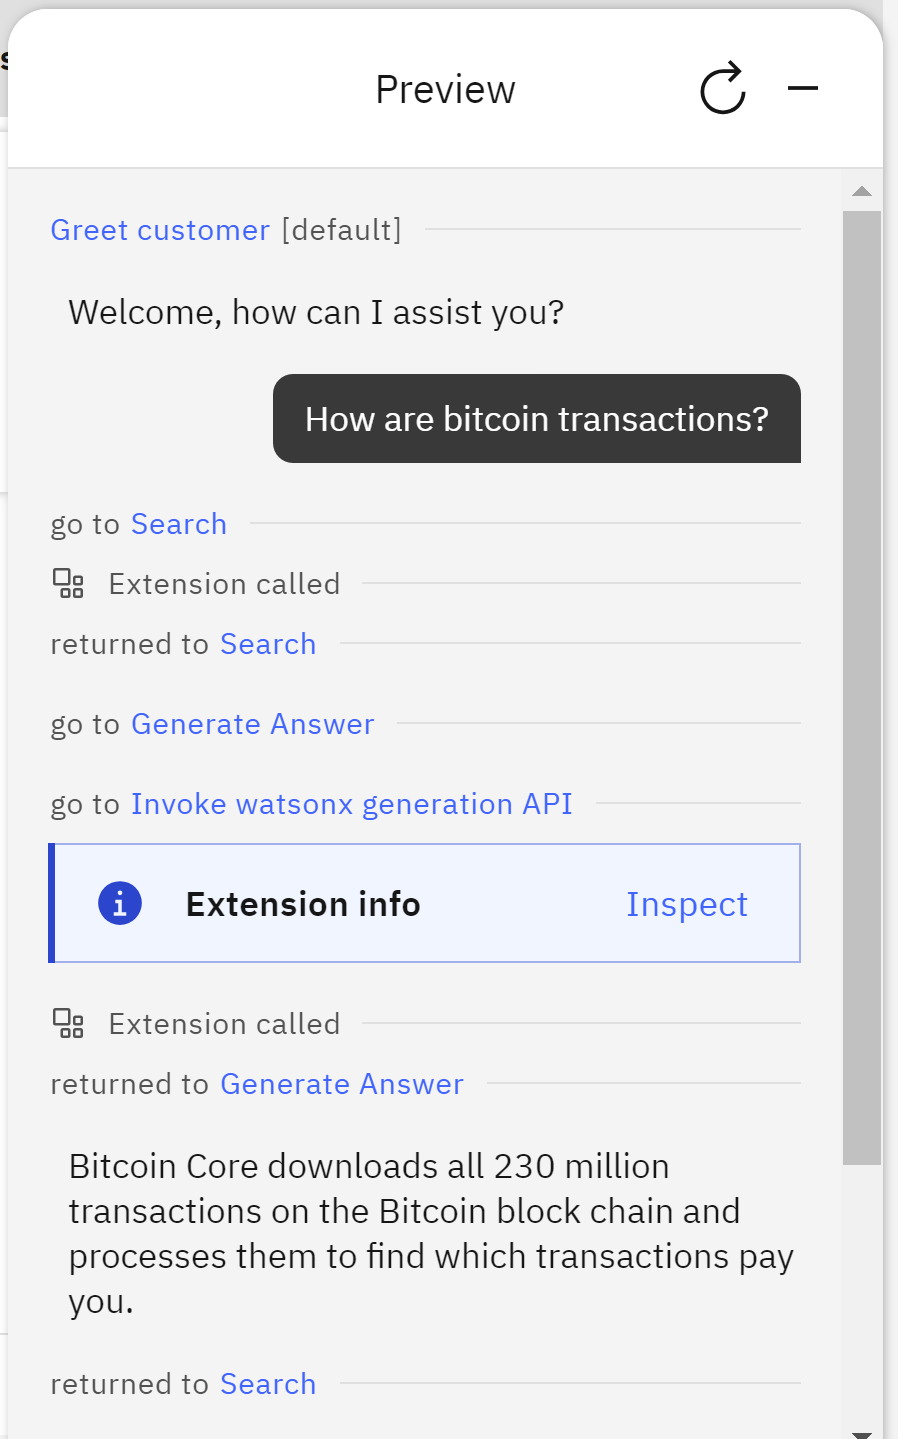 Preview
Greet customer [default]
Welcome, how can I assist you?
How are bitcoin transactions?
go to Search
Extension called
returned to Search
go to Generate Answer
go to Invoke watsonx generation API
Extension info Inspect
Extension called
returned to Generate Answer
Bitcoin Core downloads all 230 million
transactions on the Bitcoin block chain and
processes them to find which transactions pay
you.
returned to Search